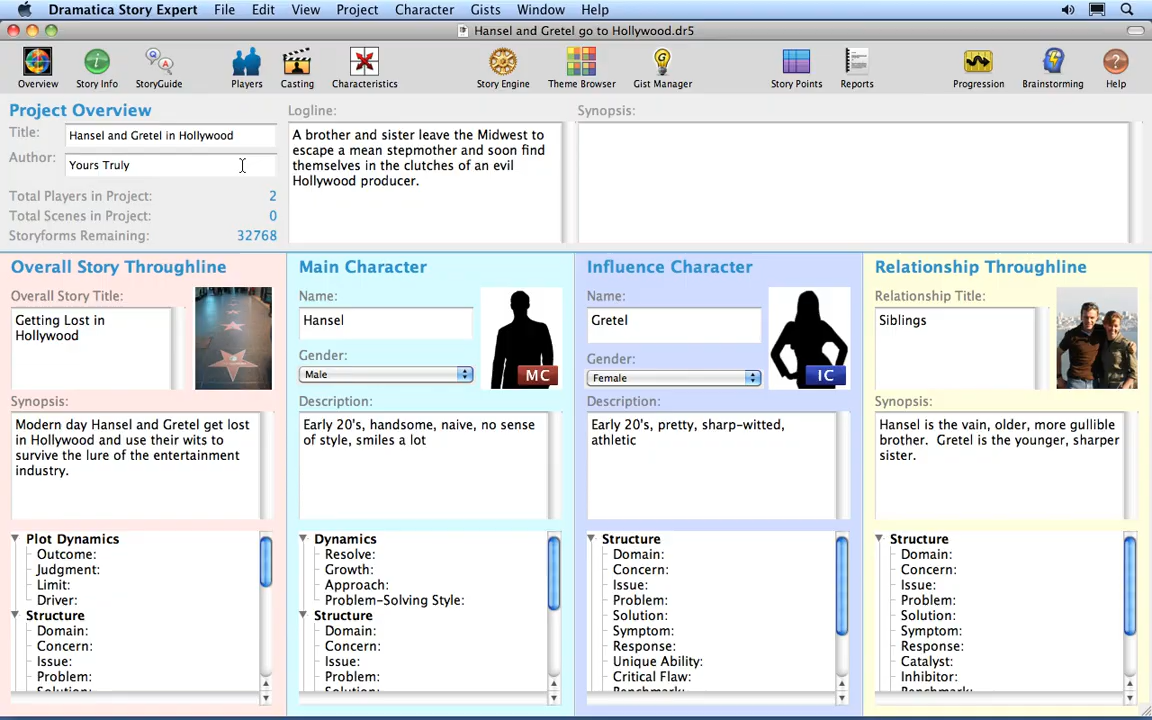 Dramatica Story Expert File Edit View Project Character Gists Window Help
Hansel and Gretel go to Hollywood.dr5
Overview Story Info StoryGuide Players Casting Characteristics Story Engine Theme Browser Gist Manager Story Points Reports Progression Brainstorming Help
Project Overview
Title: Hansel and Gretel in Hollywood
Author: Yours Truly
Total Players in Project: 2
Total Scenes in Project: 0
Storyforms Remaining: 32768
Logline:
A brother and sister leave the Midwest to
escape a mean stepmother and soon find
themselves in the clutches of an evil
Hollywood producer.
Synopsis:
Overall Story Throughline
Overall Story Title:
Getting Lost in
Hollywood
Synopsis:
Modern day Hansel and Gretel get lost
in Hollywood and use their wits to
survive the lure of the entertainment
industry.
Plot Dynamics
Outcome:
Judgment:
Limit:
Driver:
Structure
Domain:
Concern:
Issue:
Problem:
Solution:
Main Character
Name:
Hansel
Gender:
Male
MC
Description:
Early 20's, handsome, naive, no sense
of style, smiles a lot
Dynamics
Resolve:
Growth:
Approach:
Problem-Solving Style:
Structure
Domain:
Concern:
Issue:
Problem:
Solution:
Influence Character
Name:
Gretel
Gender:
Female
IC
Description:
Early 20's, pretty, sharp-witted,
athletic
Structure
Domain:
Concern:
Issue:
Problem:
Solution:
Symptom:
Response:
Unique Ability:
Critical Flaw:
Benchmark:
Relationship Throughline
Relationship Title:
Siblings
Synopsis:
Hansel is the vain, older, more gullible
brother. Gretel is the younger, sharper
sister.
Structure
Domain:
Concern:
Issue:
Problem:
Solution:
Symptom:
Response:
Catalyst:
Inhibitor:
Benchmark: